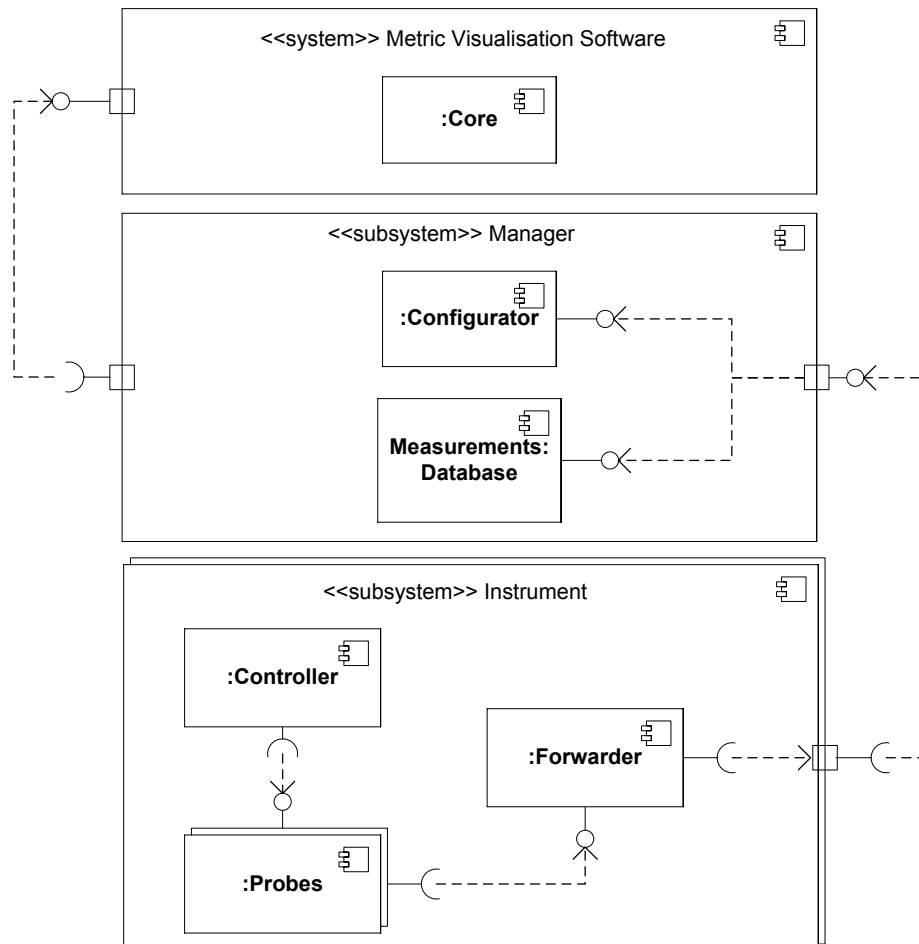 <<system>> Metric Visualisation Software
:Core
<<subsystem>> Manager
:Configurator
Measurements:
Database
<<subsystem>> Instrument
:Controller
:Forwarder
:Probes